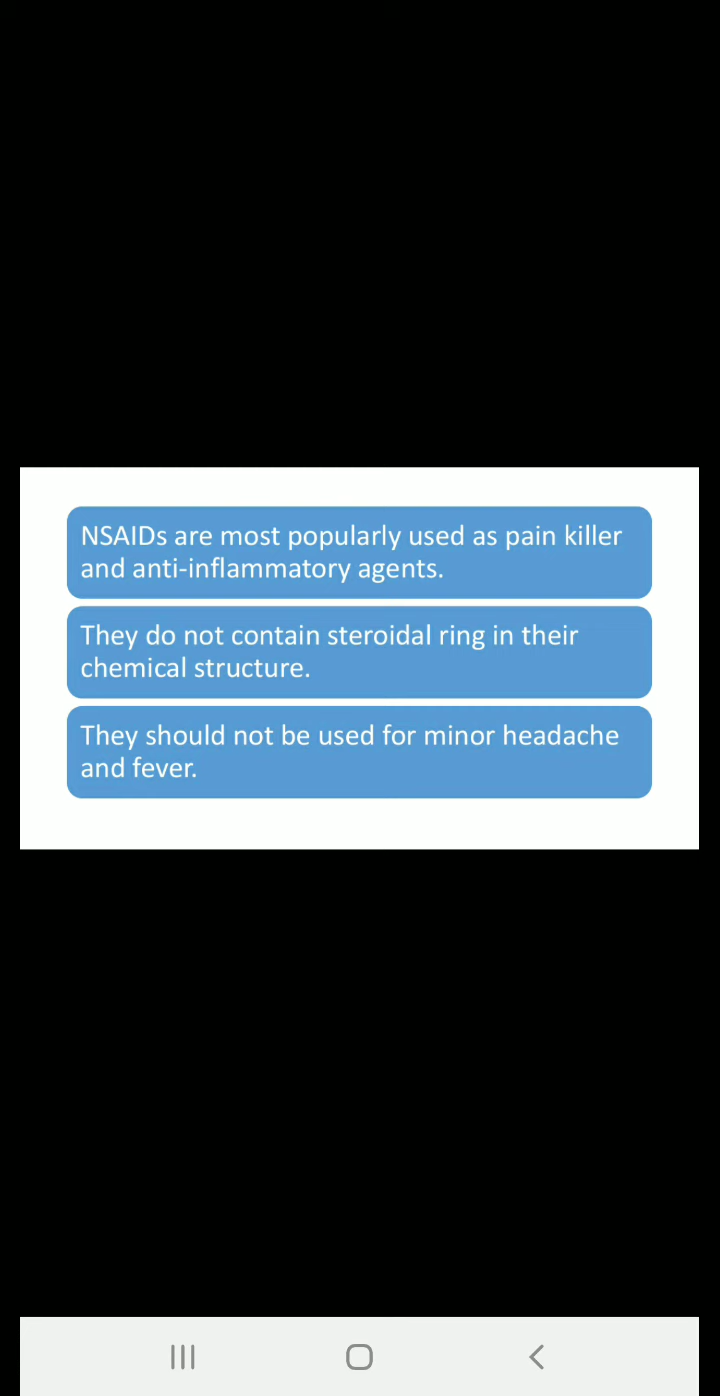 NSAIDs are most popularly used as pain killer
and anti-inflammatory agents.
They do not contain steroidal ring in their
chemical structure.
They should not be used for minor headache
and fever.